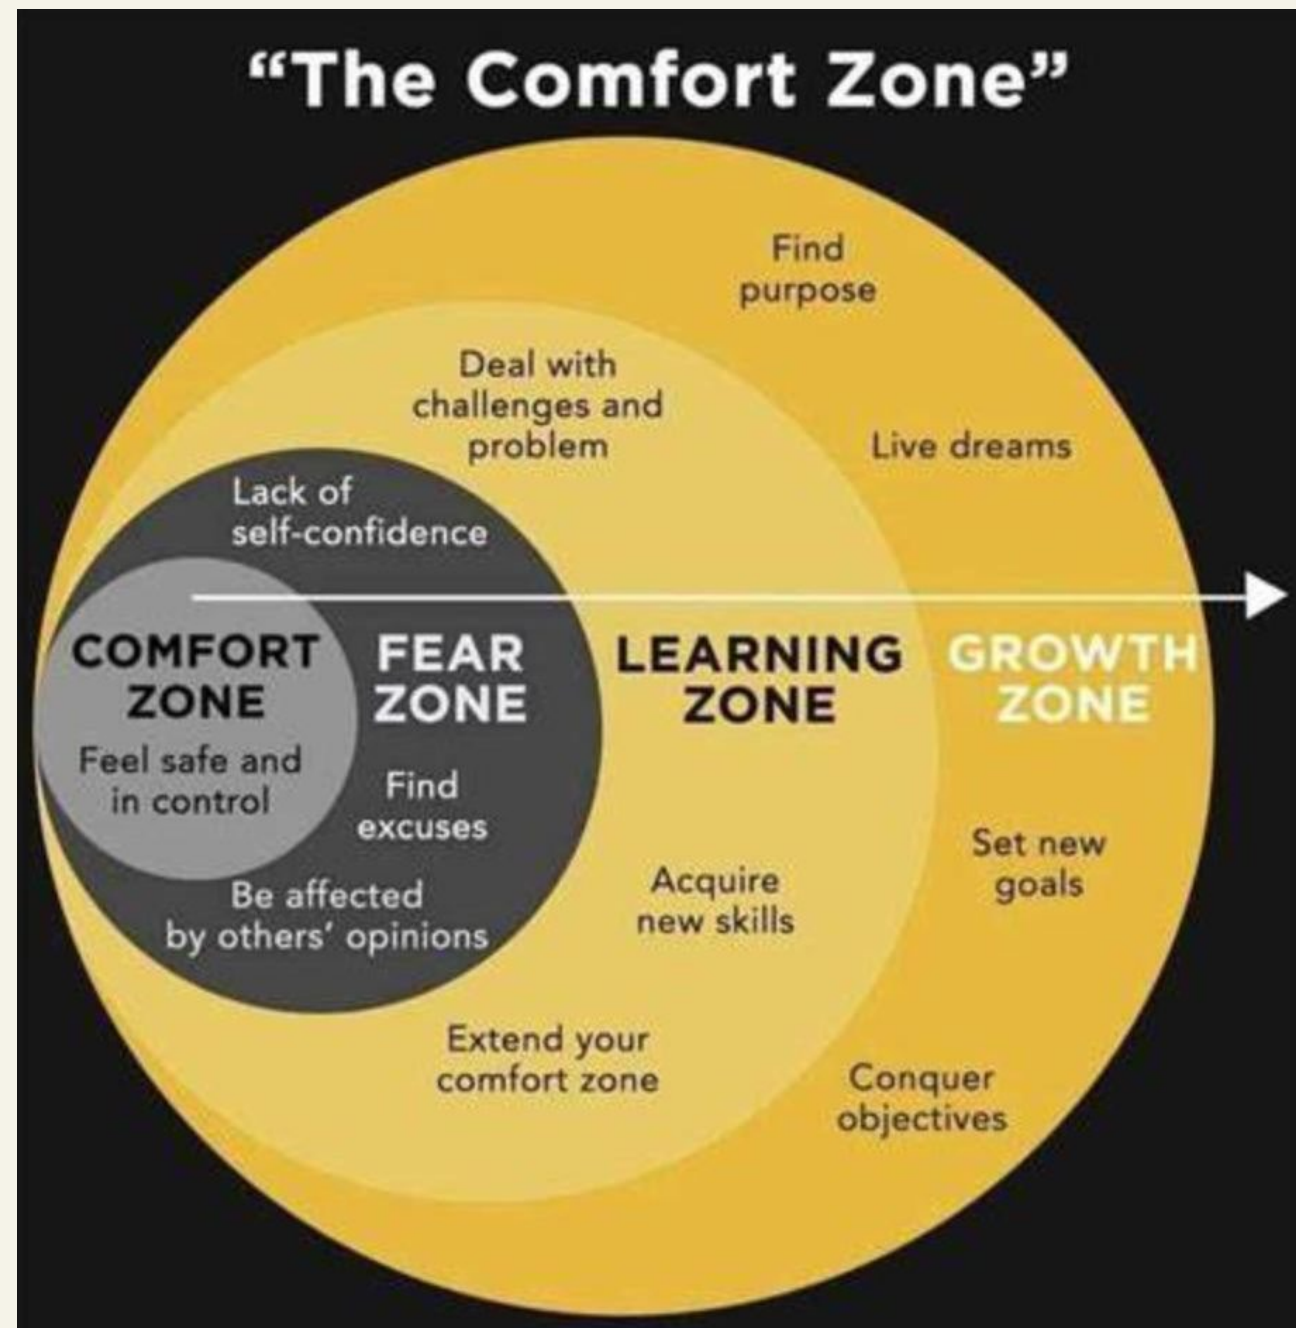 “The Comfort Zone”
Find
purpose
Deal with
challenges and
problem
Live dreams
Lack of
self-confidence
COMFORT
ZONE
Feel safe and
in control
FEAR
ZONE
Find
excuses
Be affected
by others’ opinions
LEARNING
ZONE
Acquire
new skills
Extend your
comfort zone
GROWTH
ZONE
Set new
goals
Conquer
objectives